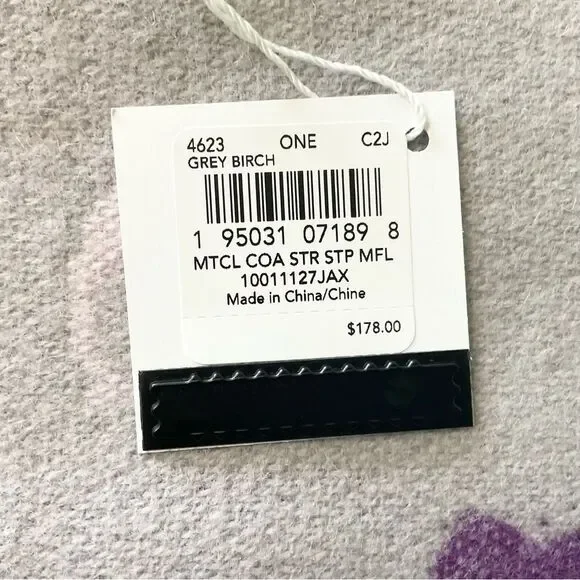 4623 ONE C2J
GREY BIRCH
1 95031 07189 8
MTCL COA STR STP MFL
10011127JAX
Made in China/Chine
$178.00